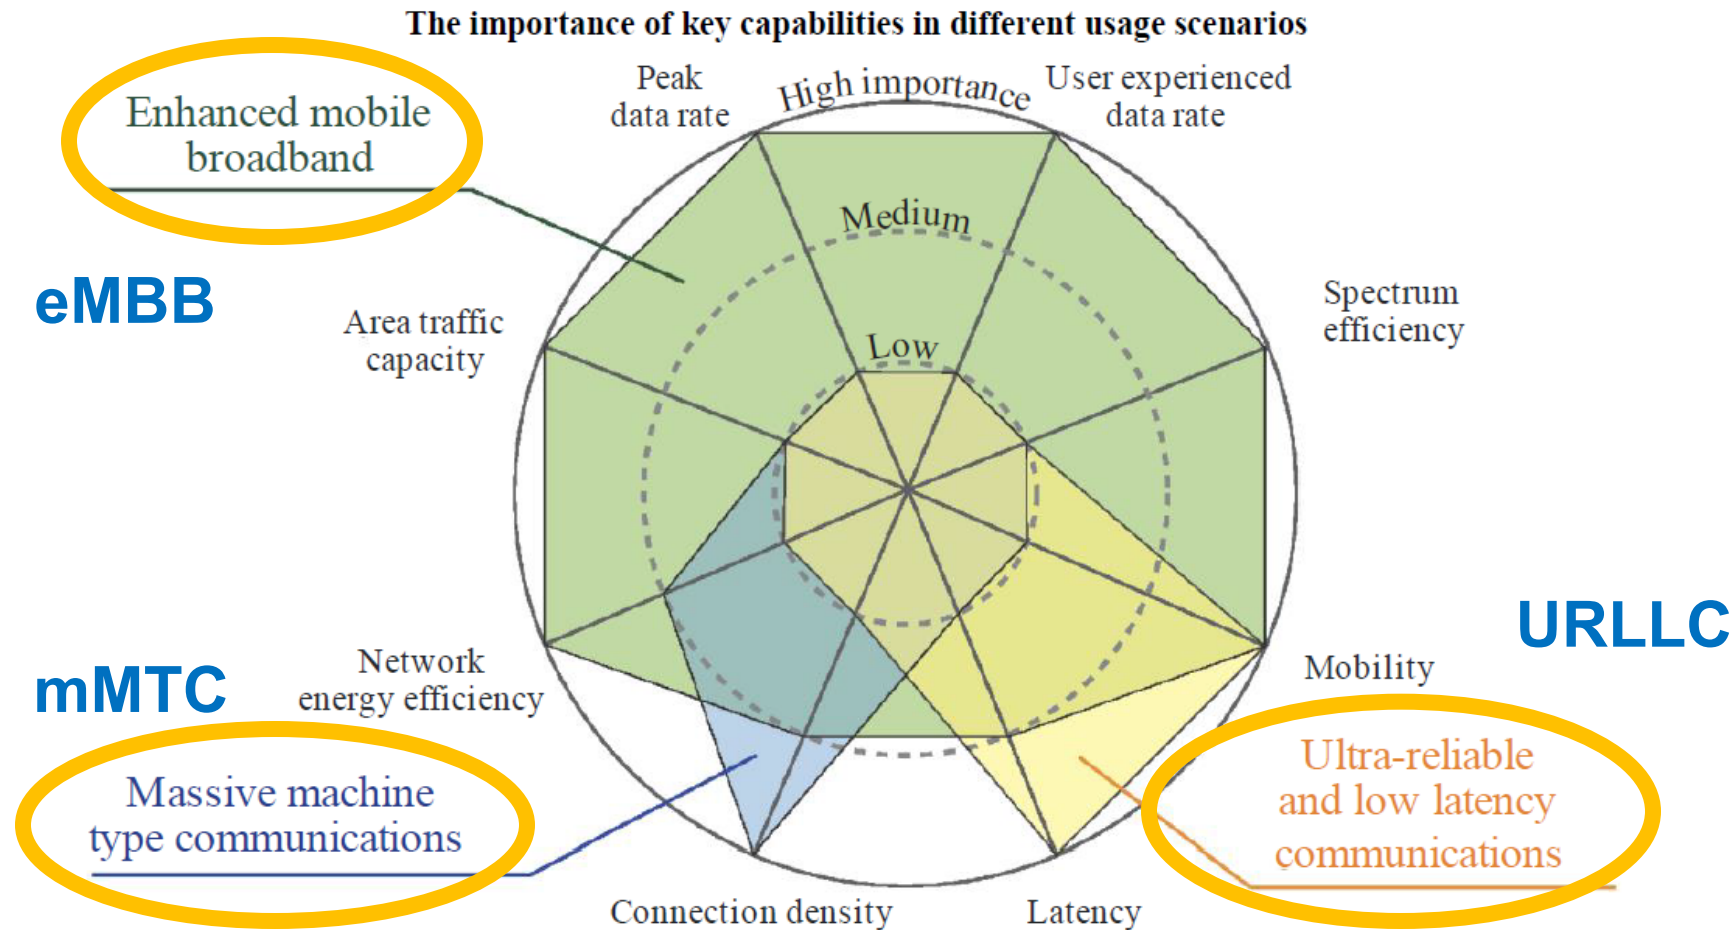 The importance of key capabilities in different usage scenarios
Peak
data rate
High importance
User experienced
data rate
Enhanced mobile
broadband
Medium
eMBB
Area traffic
capacity
Low
Spectrum
efficiency
URLLC
mMTC
Network
energy efficiency
Mobility
Massive machine
type communications
Ultra-reliable
and low latency
communications
Connection density
Latency